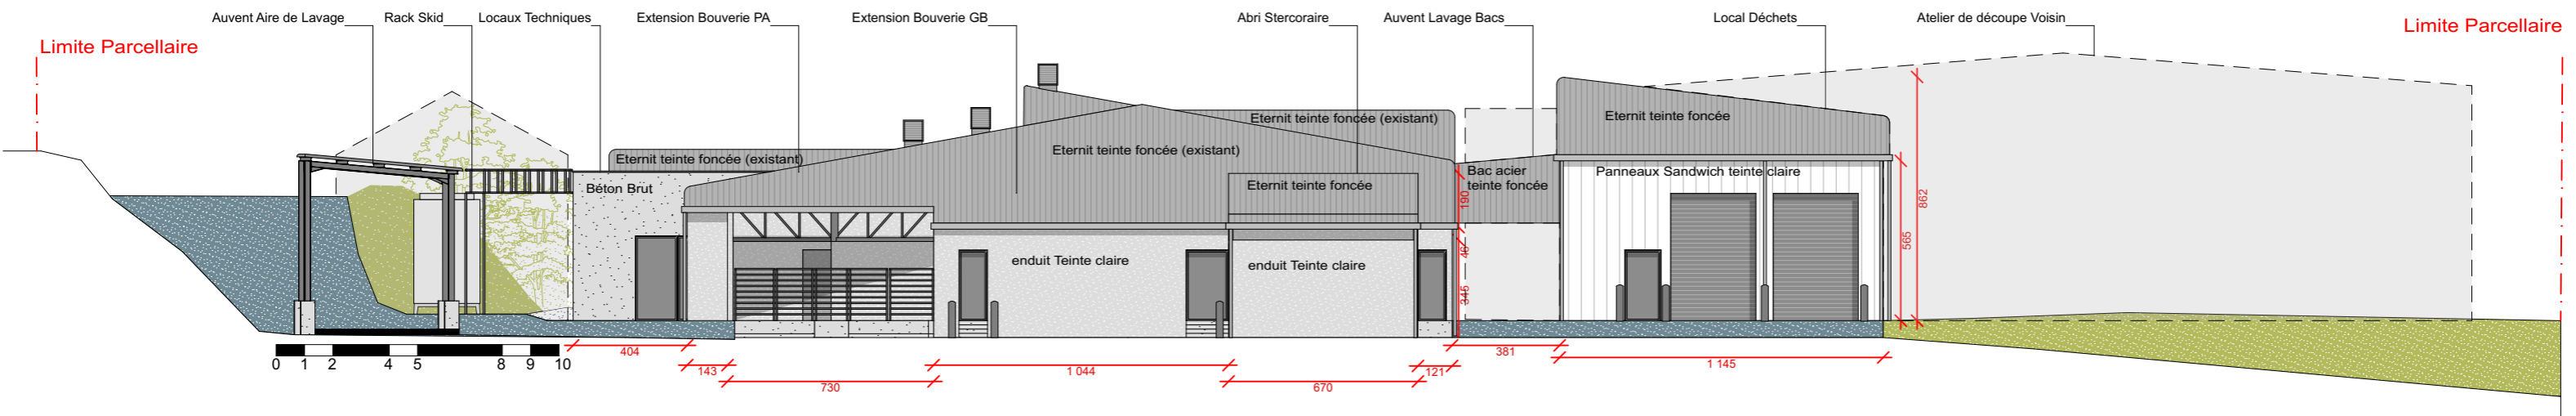 Auvent Aire de Lavage
Rack Skid
Locaux Techniques
Extension Bouverie PA
Extension Bouverie GB
Abri Stercoraire
Auvent Lavage Bacs
Local Déchets
Atelier de découpe Voisin
Limite Parcellaire
Limite Parcellaire
Eternit teinte foncée (existant)
Eternit teinte foncée (existant)
Eternit teinte foncée (existant)
Eternit teinte foncée
Eternit teinte foncée
Béton Brut
Bac acier
teinte foncée
Panneaux Sandwich teinte claire
enduit Teinte claire
enduit Teinte claire
190
46
345
862
565
0 1 2 4 5 8 9 10
404
143
730
1 044
670
121
381
1 145